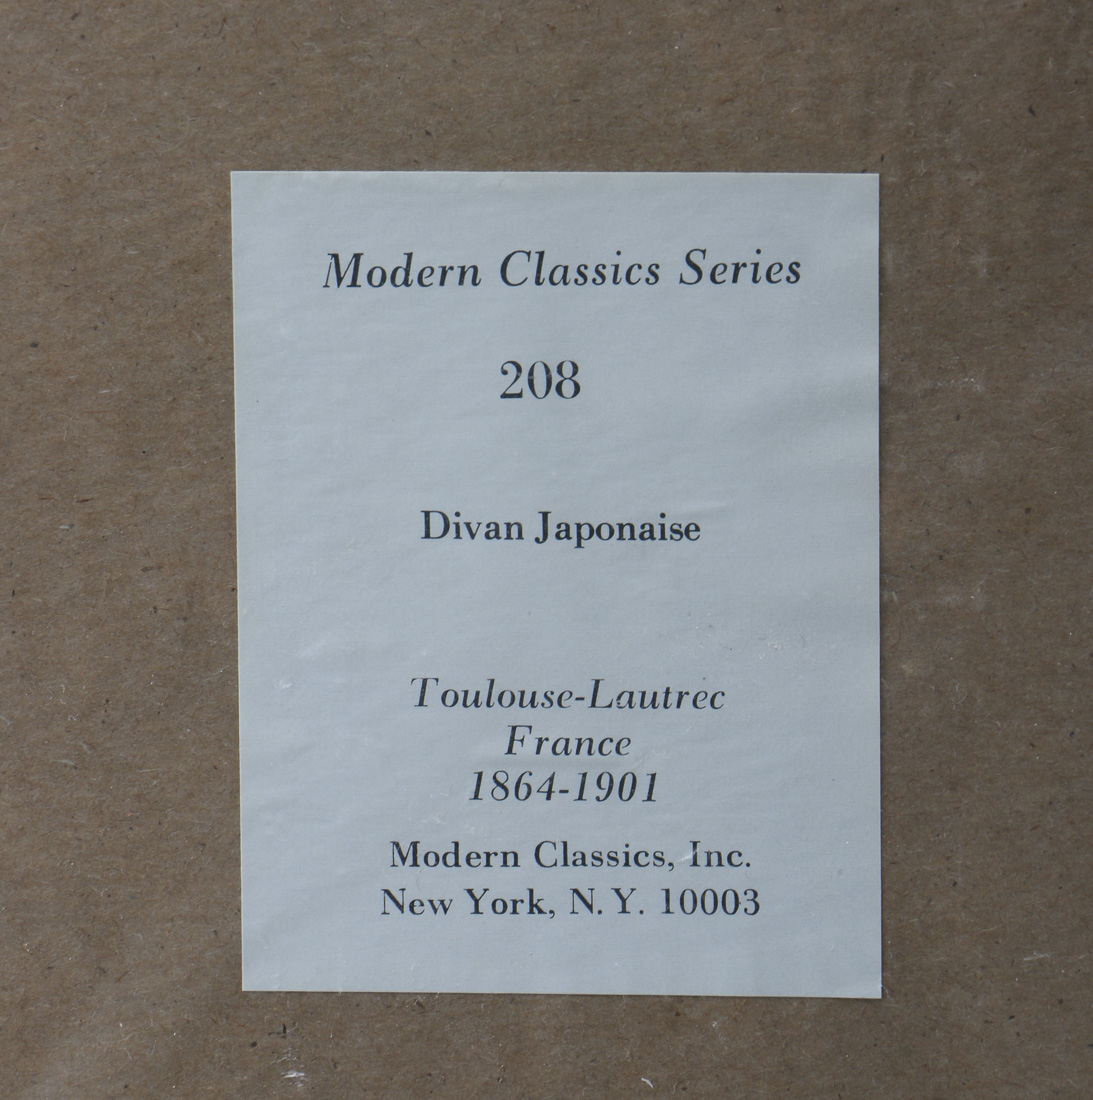 Modern Classics Series
208
Divan Japonaise
Toulouse-Lautrec
France
1864-1901
Modern Classics, Inc.
New York, N. Y. 10003